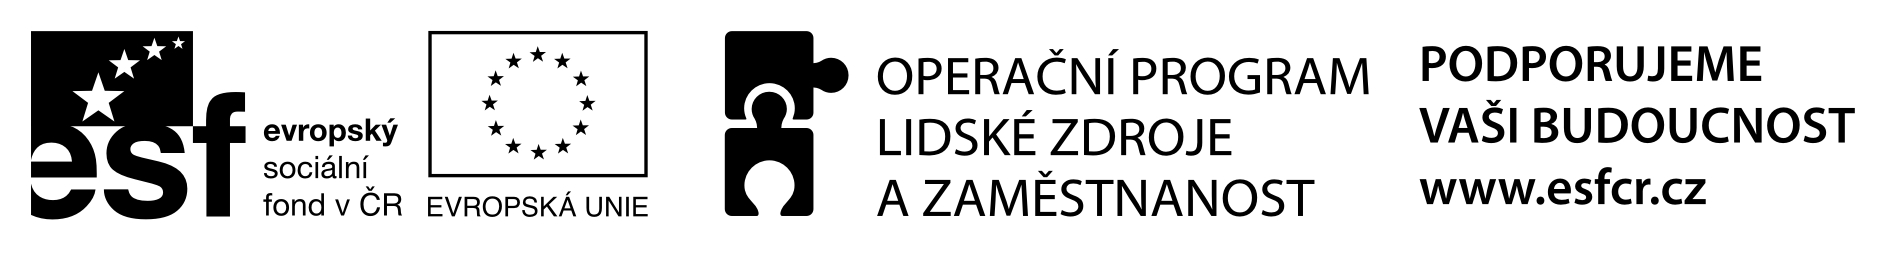 esf
evropský
sociální
fond v ČR
EVROPSKÁ UNIE
OPERAČNÍ PROGRAM
LIDSKÉ ZDROJE
A ZAMĚSTNANOST
PODPORUJEME
VAŠI BUDOUCNOST
www.esfcr.cz